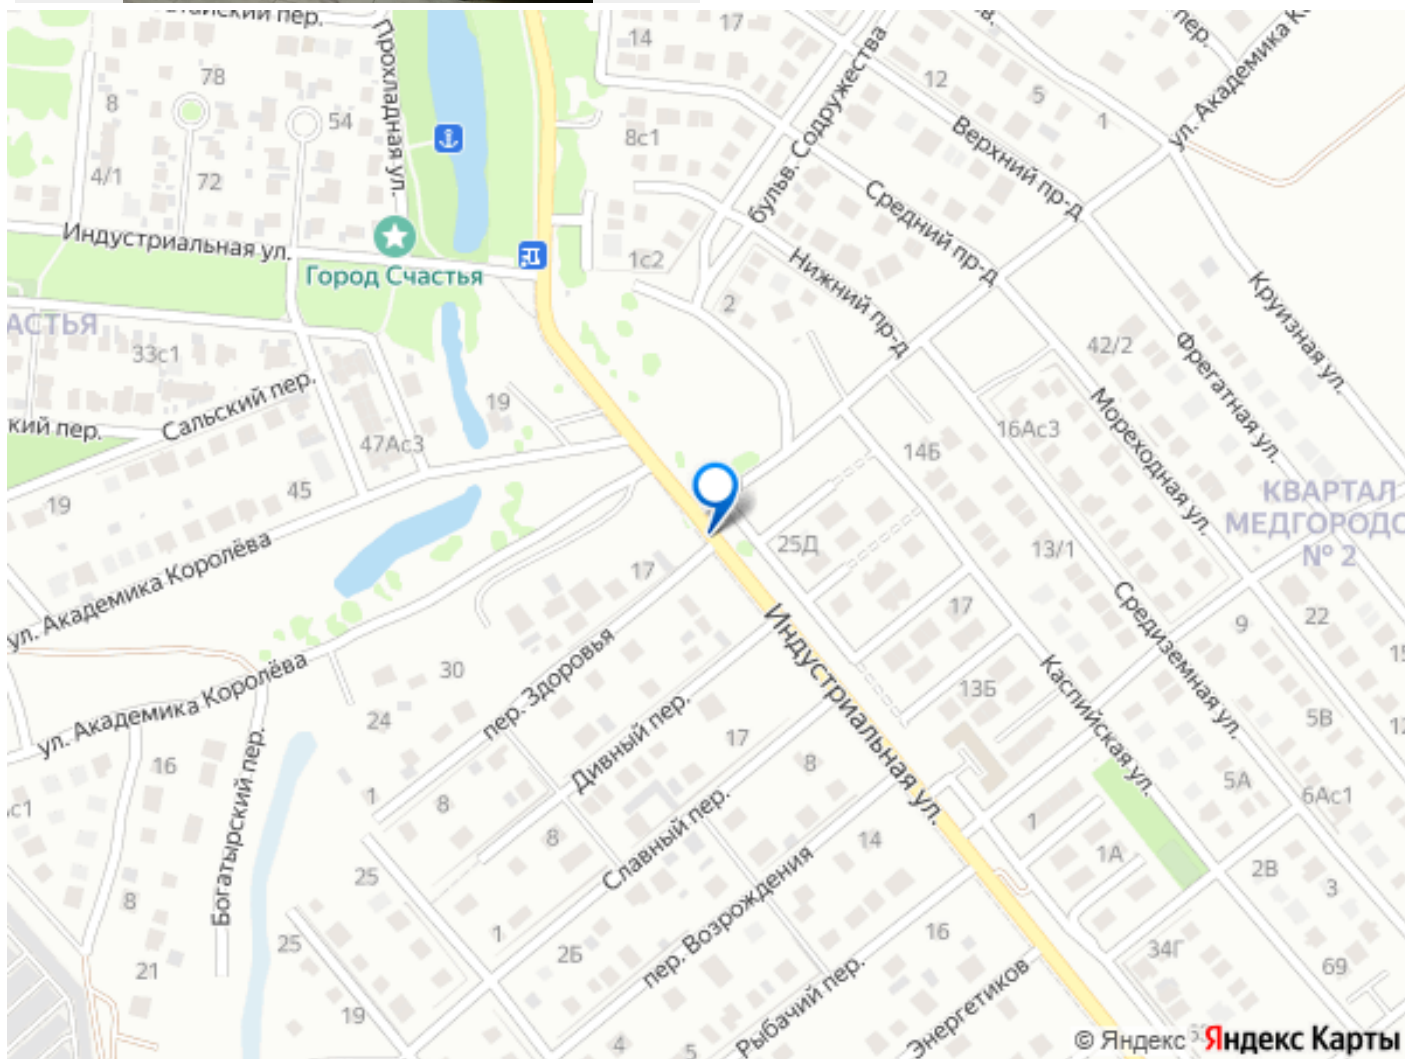 Прохладная ул.
17
14
12
5
1
78
8
54
8с1
4/1
72
ул. Академика
бульв. Содружества
Верхний пр-д
Средний пр-д
Индустриальная ул.
Город Счастья
1с2
Нижний пр-д
2
Круизная ул.
АСТЬЯ
33с1
42/2
Фрегатная ул.
Сальский пер.
кий пер.
19
47Ас3
14Б
16Ас3
Мореходная ул.
19
45
КВАРТАЛ
МЕДГОРОДО
№ 2
ул. Академика Королёва
17
25Д
13/1
Средиземная ул.
17
9
22
15
ул. Академика Королёва
30
пер. Здоровья
Индустриальная ул.
13Б
Каспийская ул.
24
Дивный пер.
17
5В
12
16
Богатырский пер.
1
8
8
5А
6Ас1
с1
8
Славный пер.
14
1
1А
2В
3
25
8
21
25
1
2Б
пер. Возрождения
16
34Г
69
19
4
5
Рыбачий пер.
Энергетиков
© Яндекс
Яндекс Карты